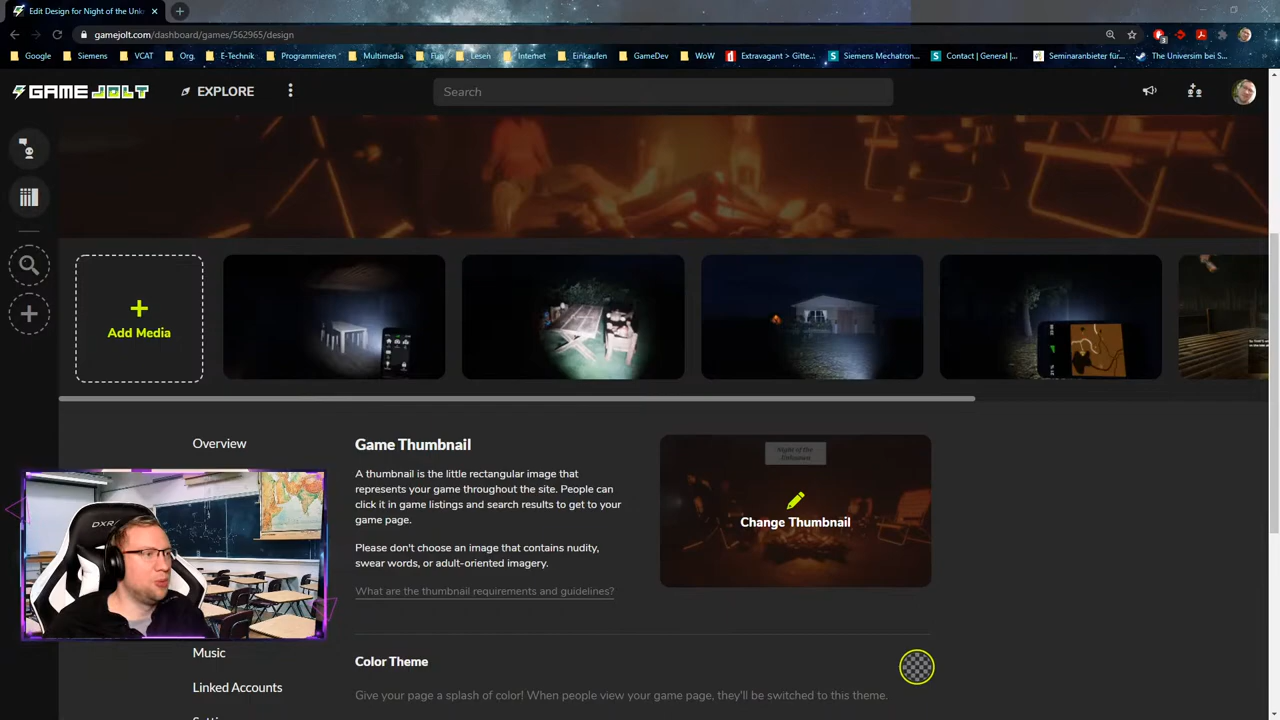 Edit Design for Night of the Un
gamejolt.com/dashboard/games/562965/design
Google
Siemens
VCAT
Org.
E-Technik
Programmieren
Multimedia
Fun
Lesen
Internet
Einkaufen
GameDev
WoW
Extravagant > Gitte...
Siemens Mechatron...
Contact | General |...
Seminaranbieter für...
The Universim bei S...
GAME JOLT
EXPLORE
Search
Add Media
Overview
Game Thumbnail
A thumbnail is the little rectangular image that
represents your game throughout the site. People can
click it in game listings and search results to get to your
game page.
Please don't choose an image that contains nudity,
swear words, or adult-oriented imagery.
What are the thumbnail requirements and guidelines?
Night of the
Unknown
Change Thumbnail
Music
Color Theme
Linked Accounts
Give your page a splash of color! When people view your game page, they'll be switched to this theme.